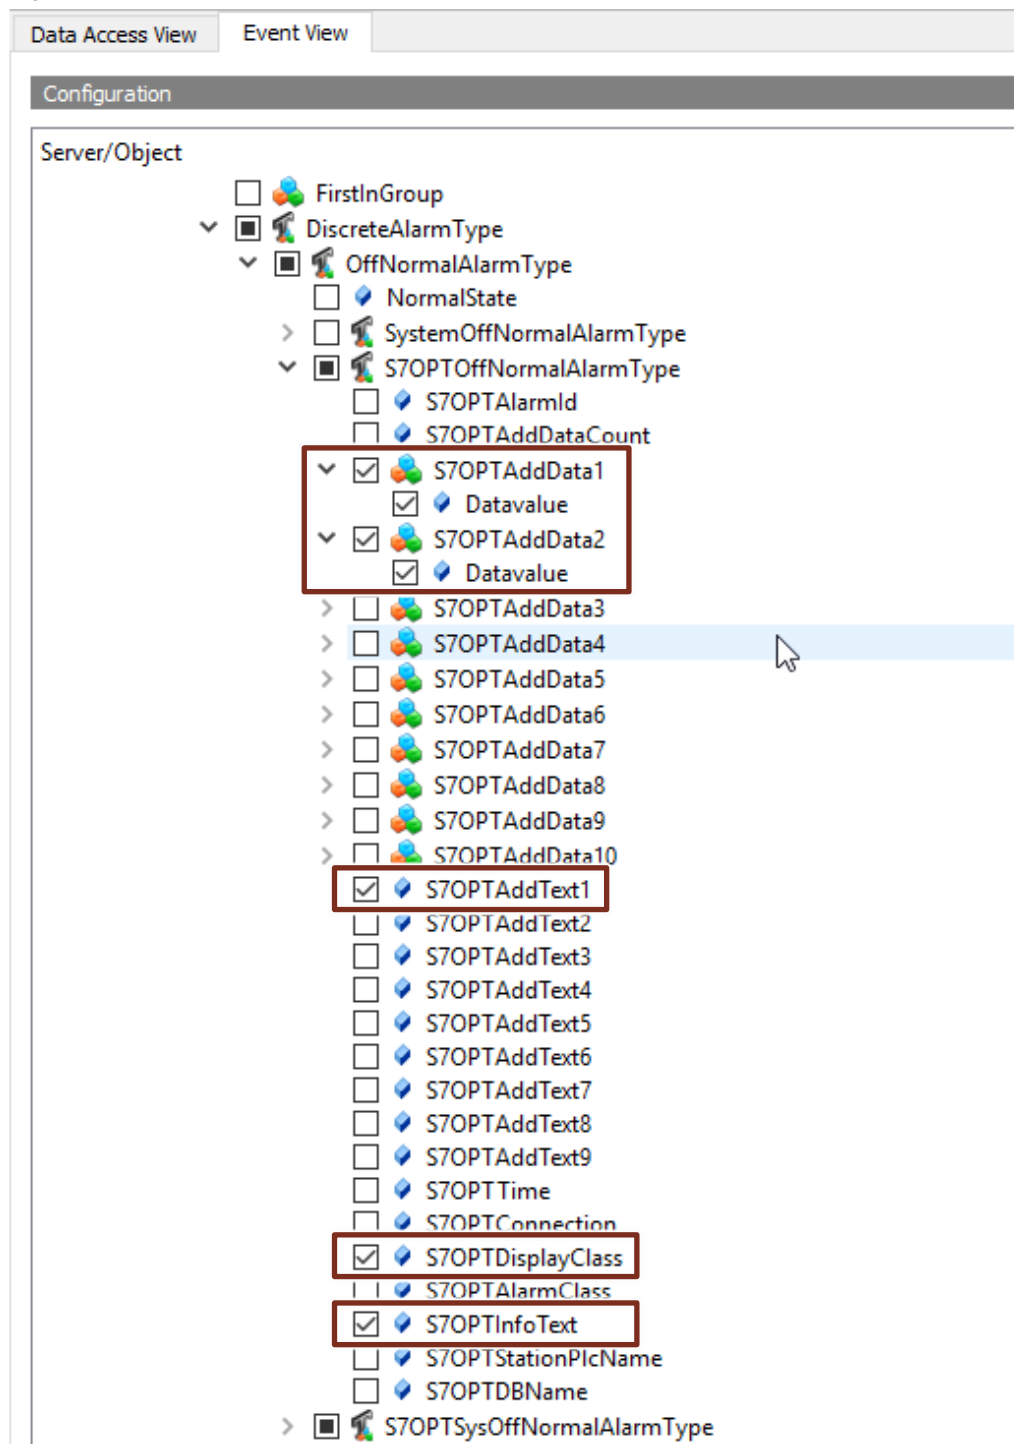 Data Access View Event View
Configuration
Server/Object
FirstInGroup
DiscreteAlarmType
OffNormalAlarmType
NormalState
SystemOffNormalAlarmType
S7OPTOffNormalAlarmType
S7OPTAlarmId
S7OPTAddDataCount
S7OPTAddData1
Datavalue
S7OPTAddData2
Datavalue
S7OPTAddData3
S7OPTAddData4
S7OPTAddData5
S7OPTAddData6
S7OPTAddData7
S7OPTAddData8
S7OPTAddData9
S7OPTAddData10
S7OPTAddText1
S7OPTAddText2
S7OPTAddText3
S7OPTAddText4
S7OPTAddText5
S7OPTAddText6
S7OPTAddText7
S7OPTAddText8
S7OPTAddText9
S7OPTTime
S7OPTConnection
S7OPTDisplayClass
S7OPTAlarmClass
S7OPTInfoText
S7OPTStationPlcName
S7OPTDBName
S7OPTSysOffNormalAlarmType